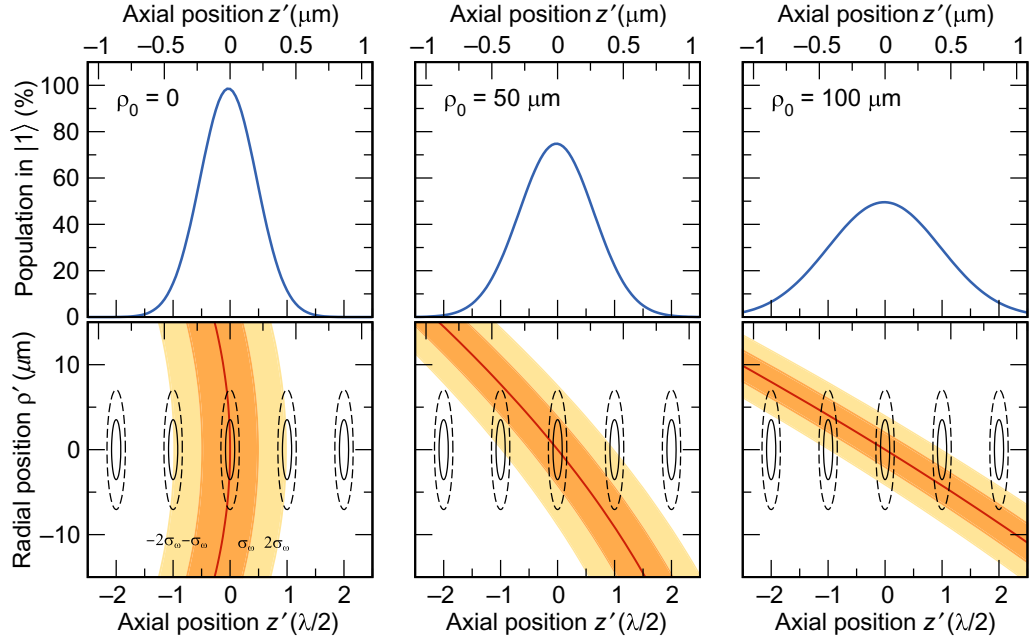 Axial position z′(μm) Axial position z′(μm) Axial position z′(μm)
−1 −0.5 0 0.5 1 −1 −0.5 0 0.5 1 −1 −0.5 0 0.5 1
Population in |1⟩ (%)
100
80
60
40
20
0
ρ0 = 0 ρ0 = 50 μm ρ0 = 100 μm
Radial position ρ′ (μm)
10
0
−10
−2σω −σω σω 2σω
−2 −1 0 1 2 −2 −1 0 1 2 −2 −1 0 1 2
Axial position z′(λ/2) Axial position z′(λ/2) Axial position z′(λ/2)